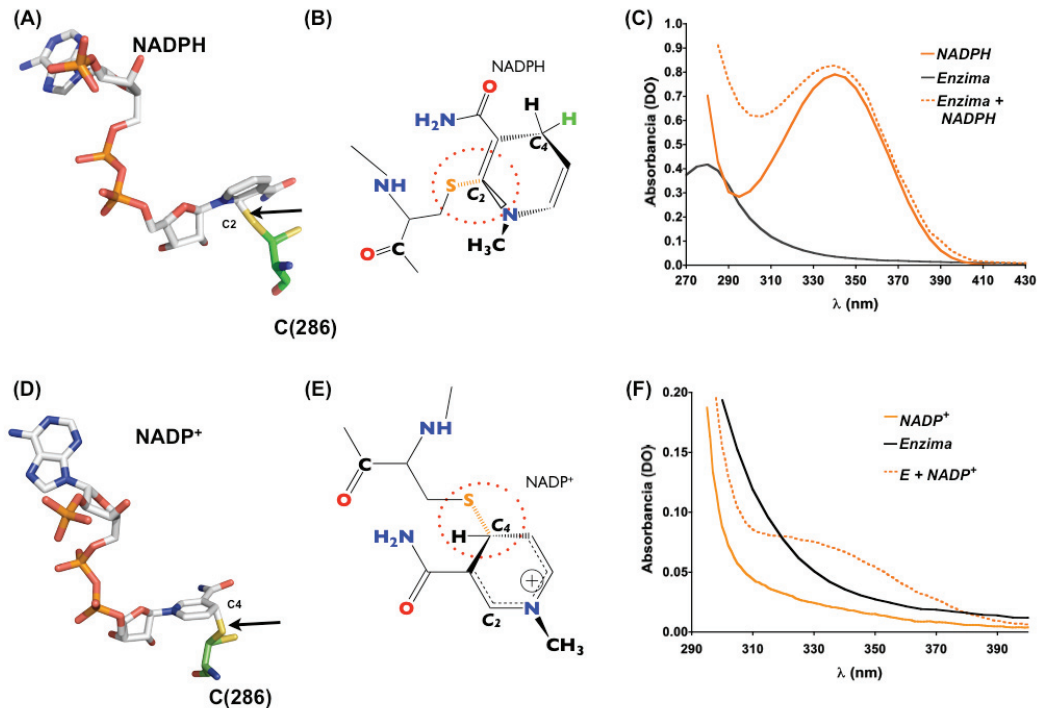 (A)
NADPH
C2
C(286)
(B)
NADPH
O
H
H₂N
H
C4
NH
S
C2
N
O
C
H₃C
(C)
Absorbancia (DO)
1.0
0.9
0.8
0.7
0.6
0.5
0.4
0.3
0.2
0.1
0.0
270 290 310 330 350 370 390 410 430
λ (nm)
NADPH
Enzima
Enzima +
NADPH
(D)
NADP⁺
C4
C(286)
(E)
NH
C
O
S
NADP⁺
H₂N
H
C4
O
+
C2
N
CH₃
(F)
Absorbancia (DO)
0.20
0.15
0.10
0.05
0.00
290 310 330 350 370 390
λ (nm)
NADP⁺
Enzima
E + NADP⁺